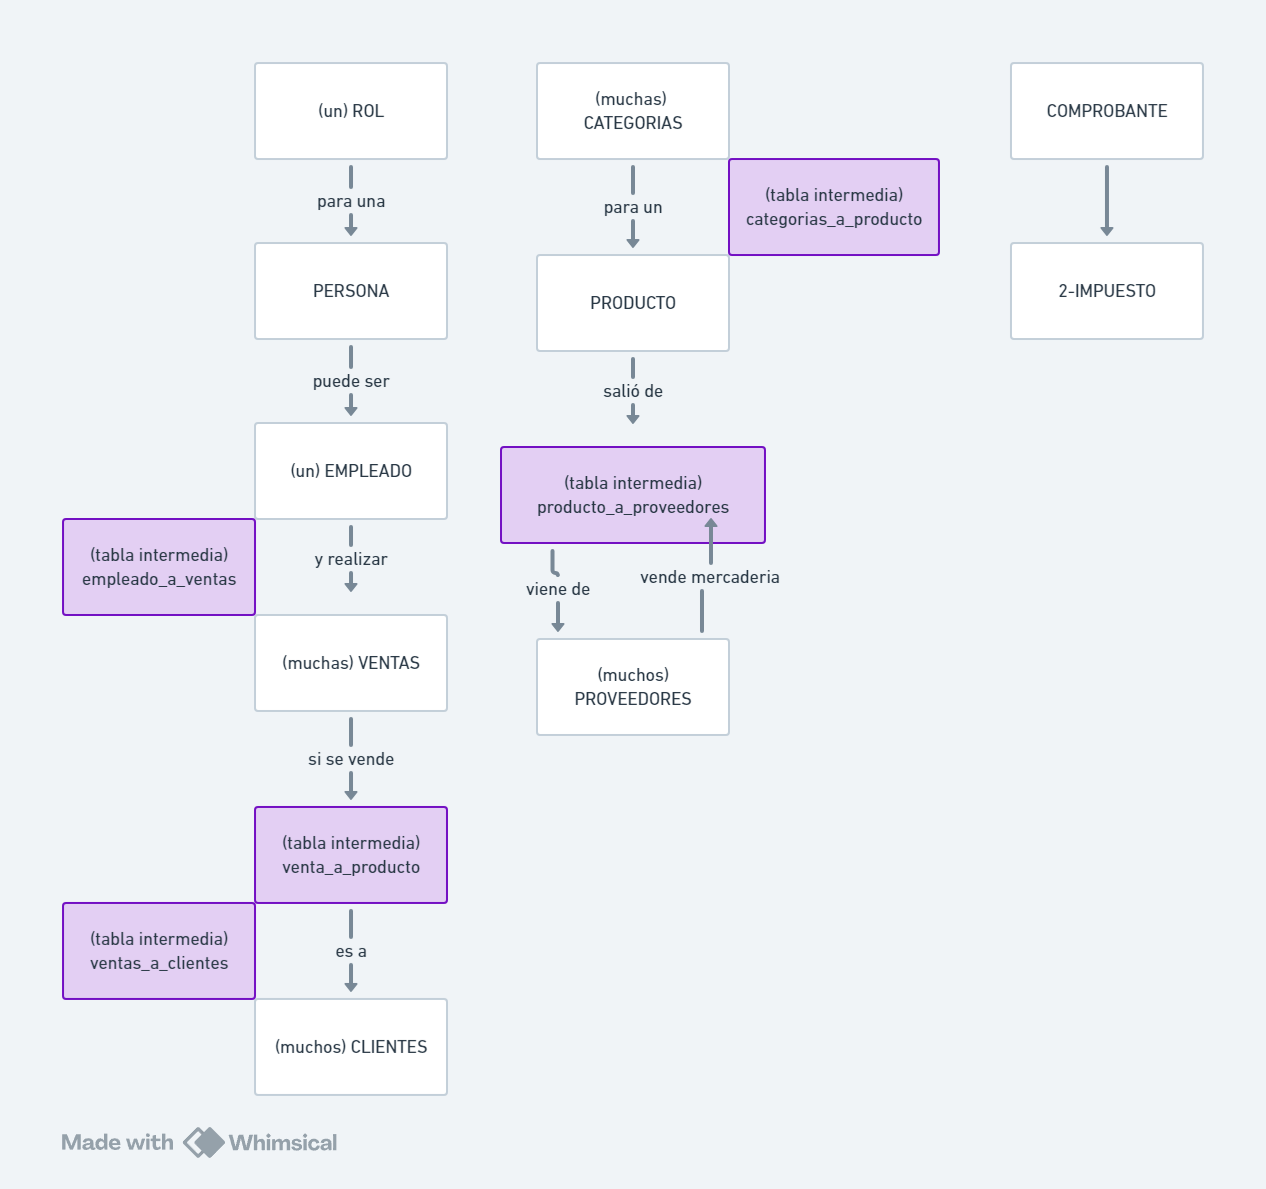 (un) ROL
para una
PERSONA
puede ser
(un) EMPLEADO
(tabla intermedia)
empleado_a_ventas
y realizar
(muchas) VENTAS
si se vende
(tabla intermedia)
venta_a_producto
(tabla intermedia)
ventas_a_clientes
es a
(muchos) CLIENTES
(muchas)
CATEGORIAS
(tabla intermedia)
categorias_a_producto
para un
PRODUCTO
salió de
(tabla intermedia)
producto_a_proveedores
viene de
vende mercaderia
(muchos)
PROVEEDORES
COMPROBANTE
2-IMPUESTO
Made with Whimsical